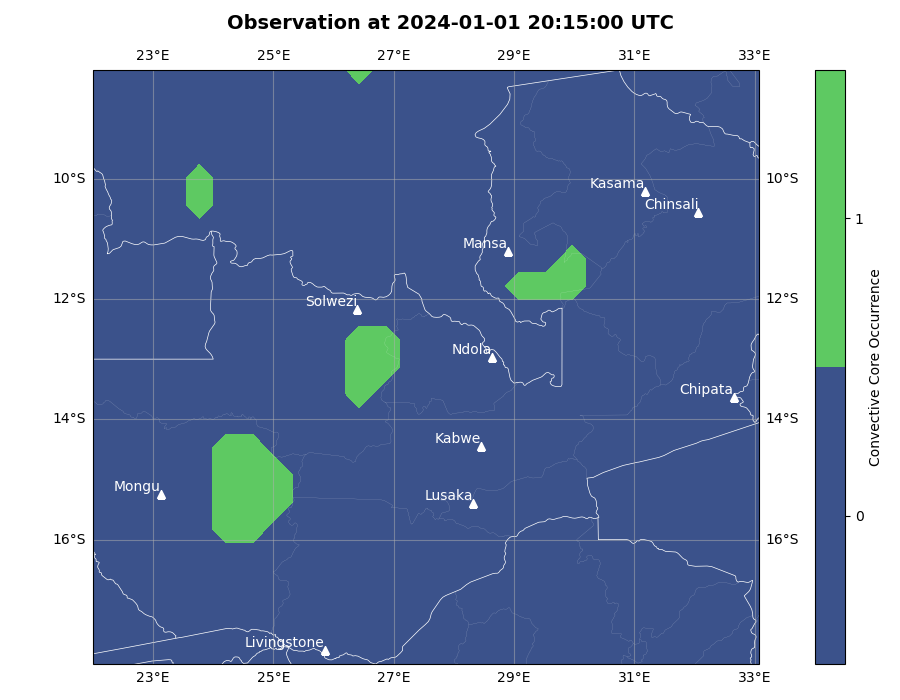 Observation at 2024-01-01 20:15:00 UTC
23°E 25°E 27°E 29°E 31°E 33°E
10°S 10°S
12°S 12°S
14°S 14°S
16°S 16°S
Kasama
Chinsali
Mansa
Solwezi
Ndola
Chipata
Kabwe
Mongu
Lusaka
Livingstone
23°E 25°E 27°E 29°E 31°E 33°E
1
0
Convective Core Occurrence